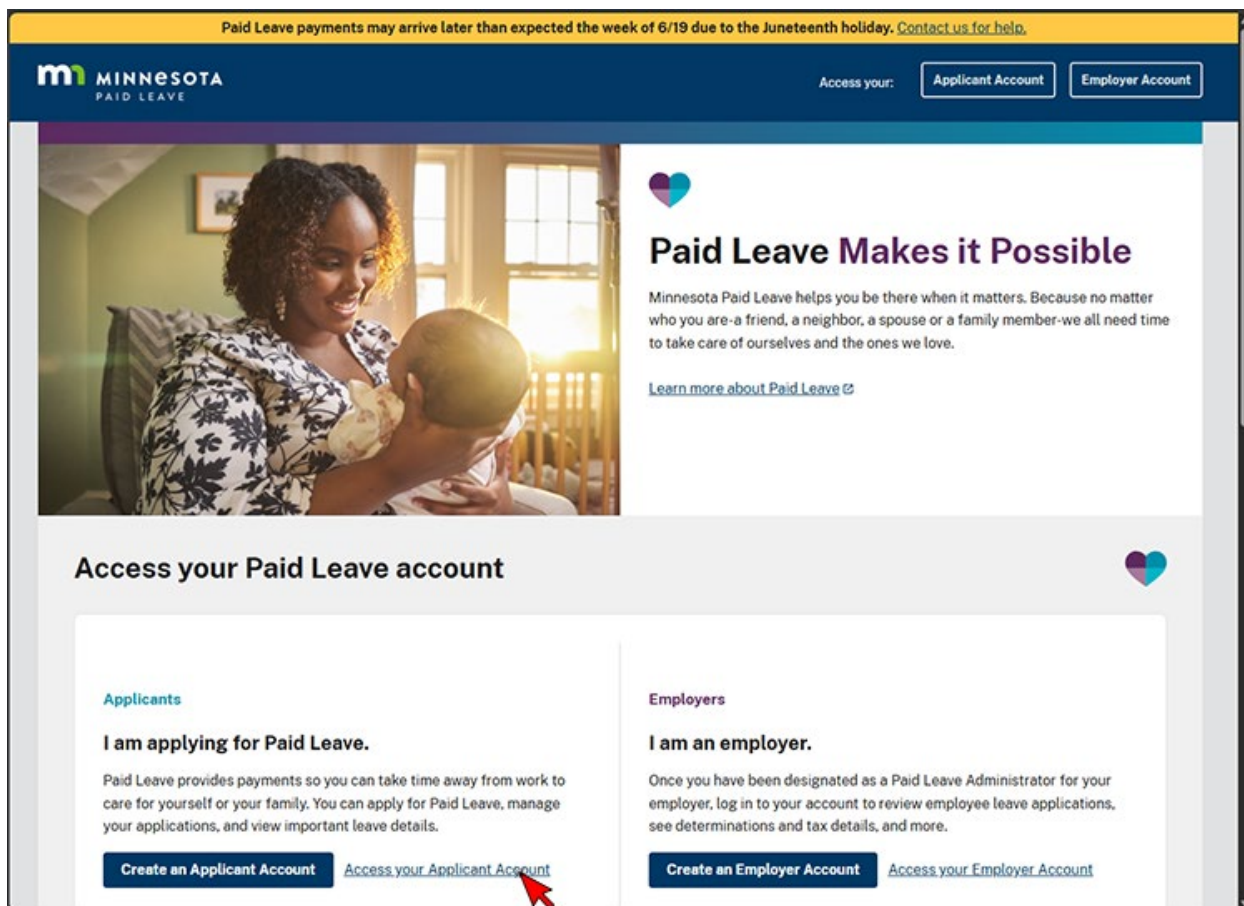 Paid Leave payments may arrive later than expected the week of 6/19 due to the Juneteenth holiday. Contact us for help.
mn MINNESOTA
PAID LEAVE
Access your:
Applicant Account
Employer Account
Paid Leave Makes it Possible
Minnesota Paid Leave helps you be there when it matters. Because no matter
who you are-a friend, a neighbor, a spouse or a family member-we all need time
to take care of ourselves and the ones we love.
Learn more about Paid Leave
Access your Paid Leave account
Applicants
I am applying for Paid Leave.
Paid Leave provides payments so you can take time away from work to
care for yourself or your family. You can apply for Paid Leave, manage
your applications, and view important leave details.
Create an Applicant Account
Access your Applicant Account
Employers
I am an employer.
Once you have been designated as a Paid Leave Administrator for your
employer, log in to your account to review employee leave applications,
see determinations and tax details, and more.
Create an Employer Account
Access your Employer Account